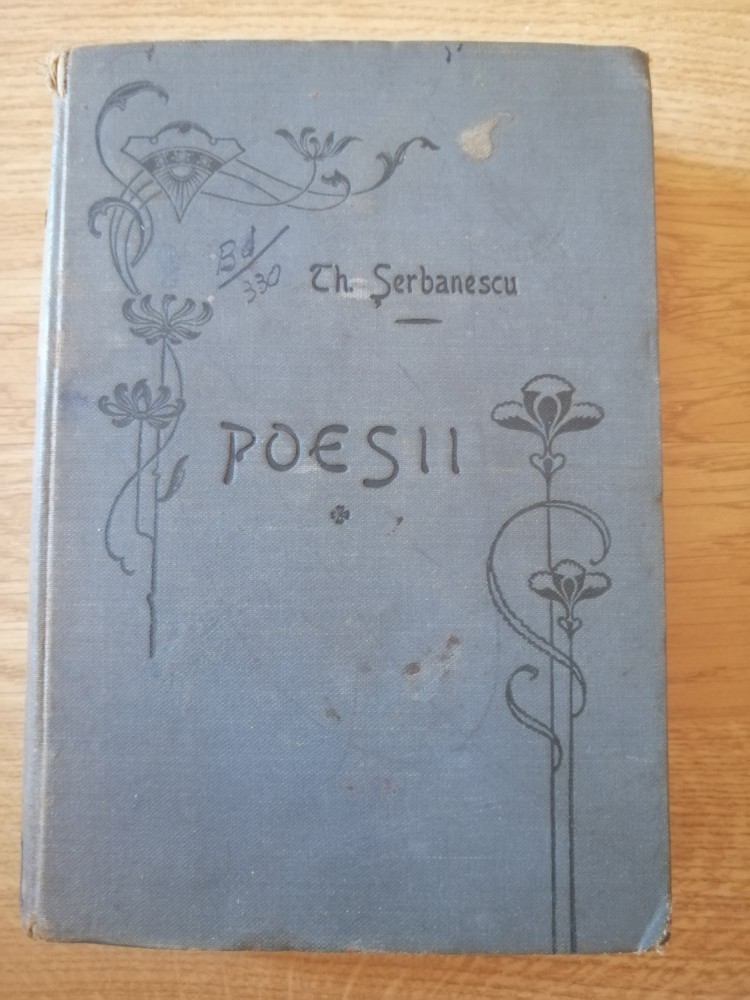 Bd/
330
Th. Şerbanescu
POESII